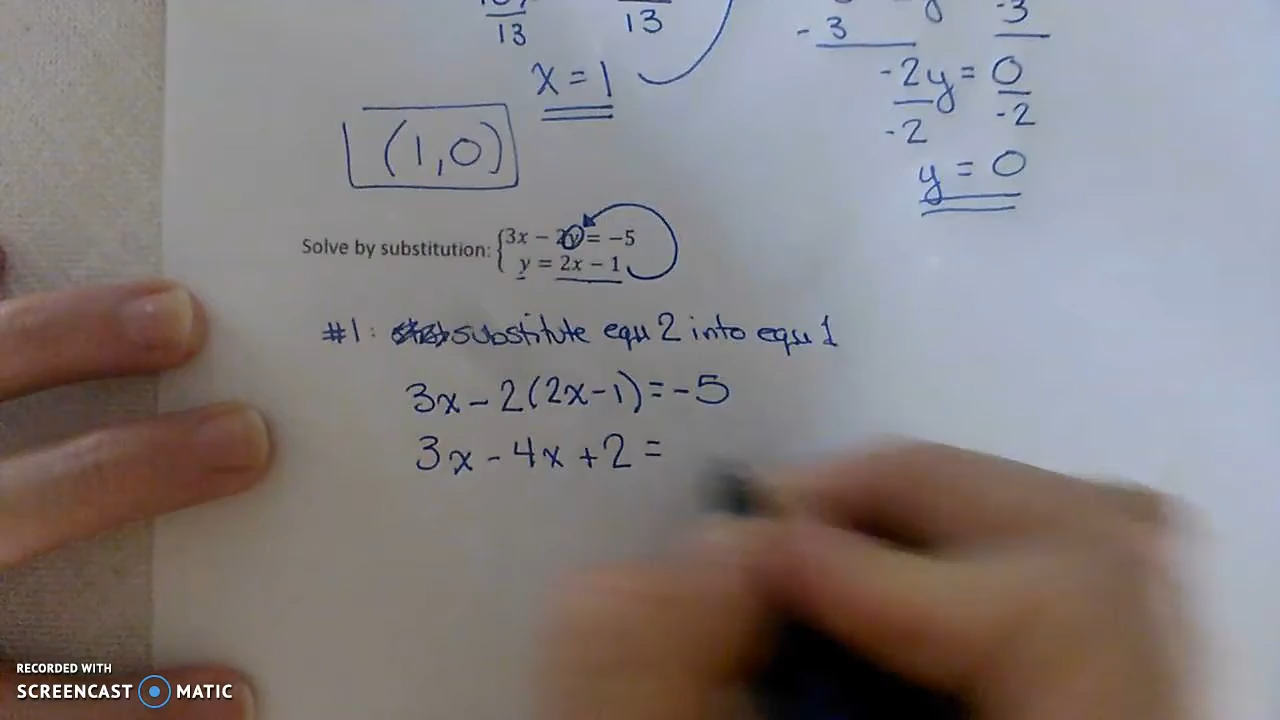 13
13
- 3
-3
x = 1
-2y = 0
-2
-2
(1,0)
y = 0
Solve by substitution: {3x − 2y = −5
y = 2x − 1
#1: substitute equ 2 into equ 1
3x - 2(2x-1) = -5
3x - 4x + 2 =
RECORDED WITH
SCREENCAST MATIC